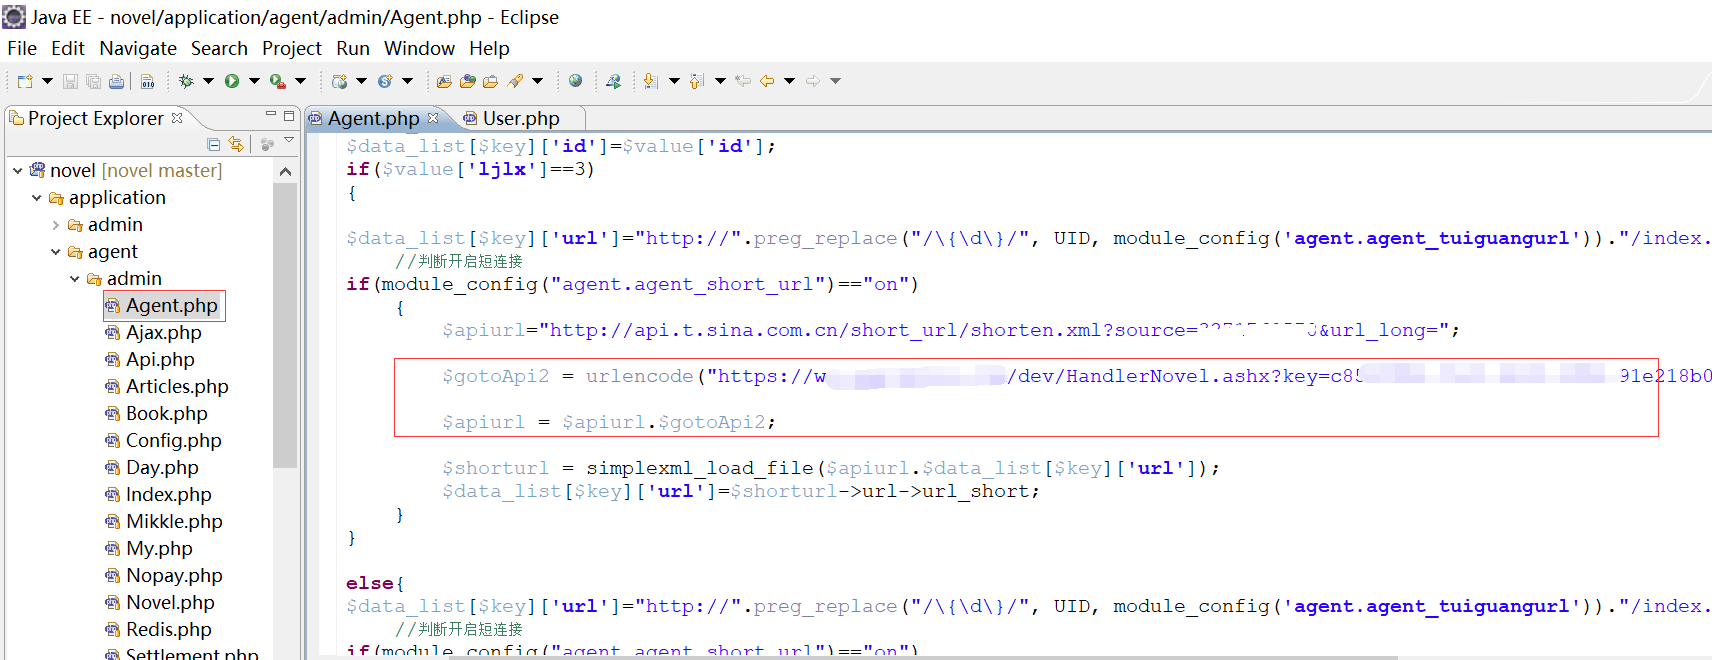 Java EE - novel/application/agent/admin/Agent.php - Eclipse
File Edit Navigate Search Project Run Window Help
Project Explorer
Agent.php
User.php
novel [novel master]
application
admin
agent
admin
Agent.php
Ajax.php
Api.php
Articles.php
Book.php
Config.php
Day.php
Index.php
Mikkle.php
My.php
Nopay.php
Novel.php
Redis.php
Settlement.php
$data_list[$key]['id']=$value['id'];
if($value['ljlx']==3)
{
$data_list[$key]['url']="http://".preg_replace("/\{\d\}/", UID, module_config('agent.agent_tuiguangurl'))."/index.
//判断开启短连接
if(module_config("agent.agent_short_url")=="on")
{
$apiurl="http://api.t.sina.com.cn/short_url/shorten.xml?source= &url_long=";
$gotoApi2 = urlencode("https://w /dev/HandlerNovel.ashx?key=c85 91e218b0
$apiurl = $apiurl.$gotoApi2;
$shorturl = simplexml_load_file($apiurl.$data_list[$key]['url']);
$data_list[$key]['url']=$shorturl->url->url_short;
}
}
else{
$data_list[$key]['url']="http://".preg_replace("/\{\d\}/", UID, module_config('agent.agent_tuiguangurl'))."/index.
//判断开启短连接
if(module_config("agent.agent_short_url")=="on")